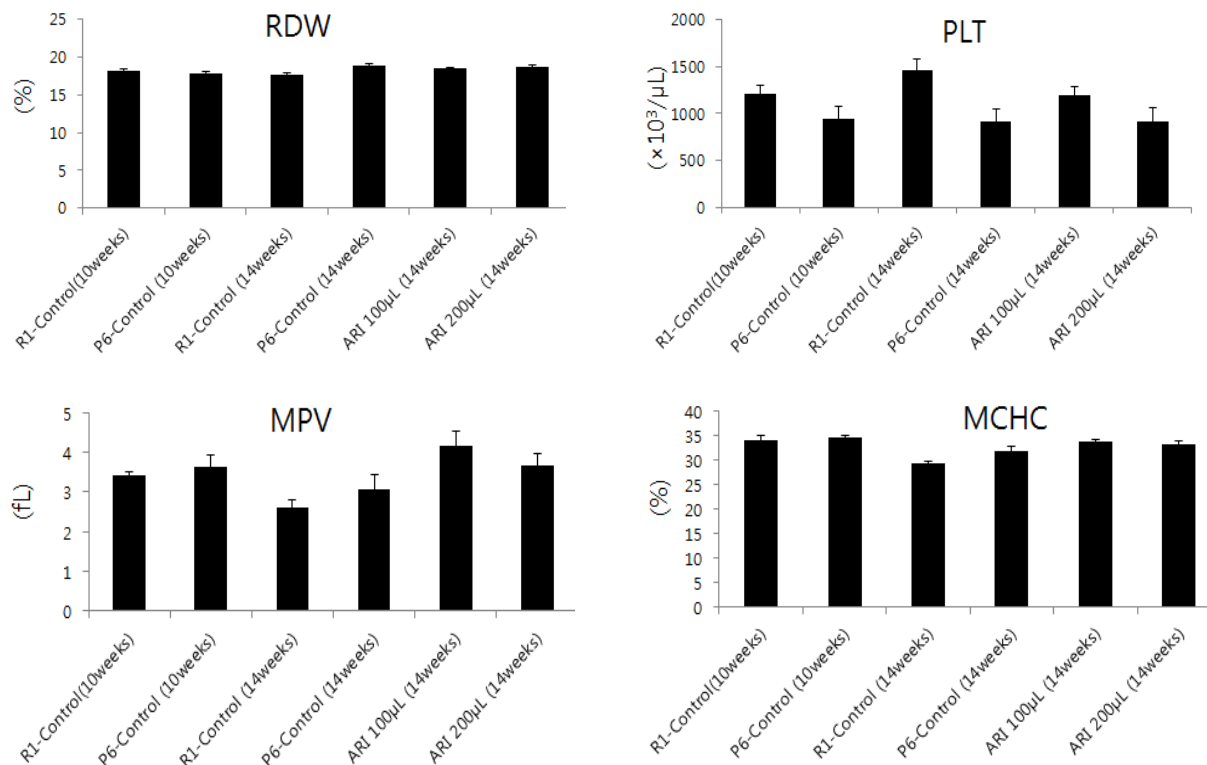 RDW
(%)
25
20
15
10
5
0
R1-Control(10weeks)
P6-Control (10weeks)
R1-Control (14weeks)
P6-Control (14weeks)
ARI 100µL (14weeks)
ARI 200µL (14weeks)
PLT
(×10³/µL)
2000
1500
1000
500
0
R1-Control(10weeks)
P6-Control (10weeks)
R1-Control (14weeks)
P6-Control (14weeks)
ARI 100µL (14weeks)
ARI 200µL (14weeks)
MPV
(fL)
5
4
3
2
1
0
R1-Control(10weeks)
P6-Control (10weeks)
R1-Control (14weeks)
P6-Control (14weeks)
ARI 100µL (14weeks)
ARI 200µL (14weeks)
MCHC
(%)
40
35
30
25
20
15
10
5
0
R1-Control(10weeks)
P6-Control (10weeks)
R1-Control (14weeks)
P6-Control (14weeks)
ARI 100µL (14weeks)
ARI 200µL (14weeks)